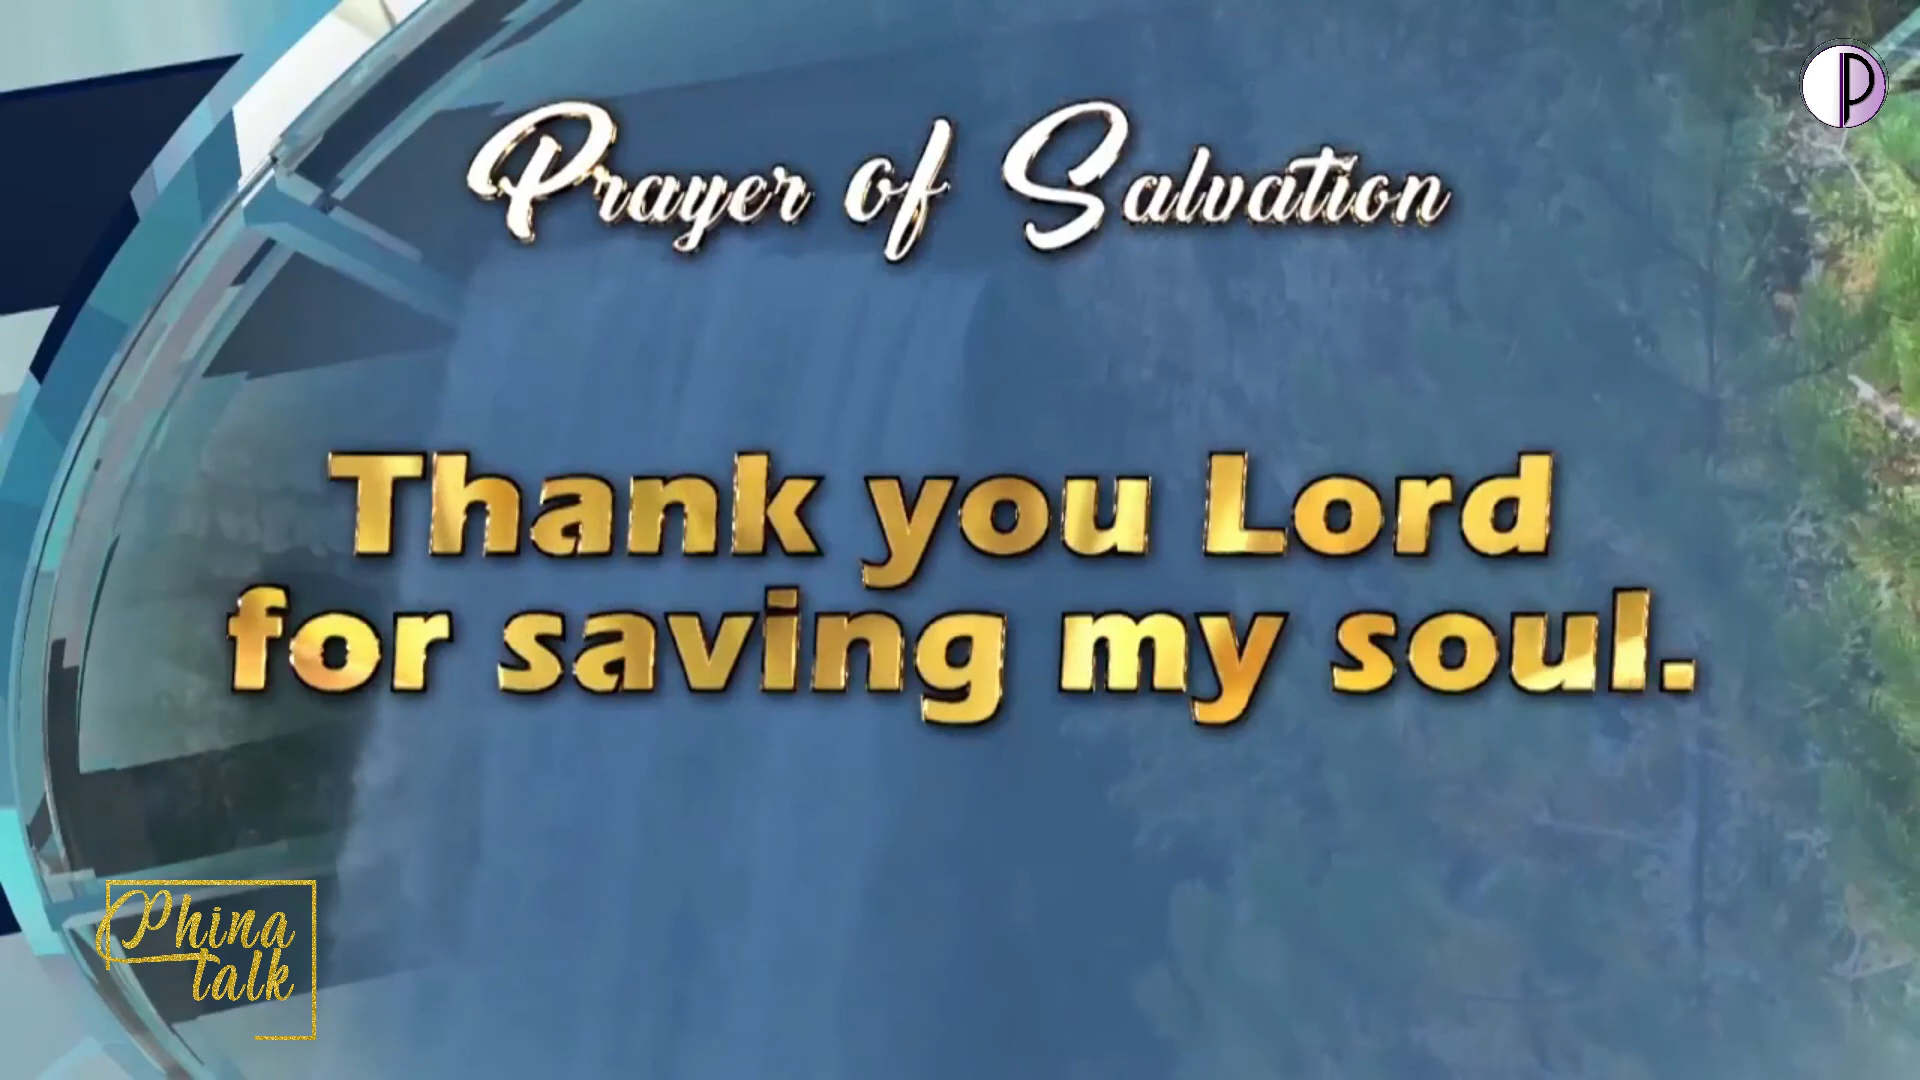 Prayer of Salvation
Thank you Lord
for saving my soul.
Phina
talk
P